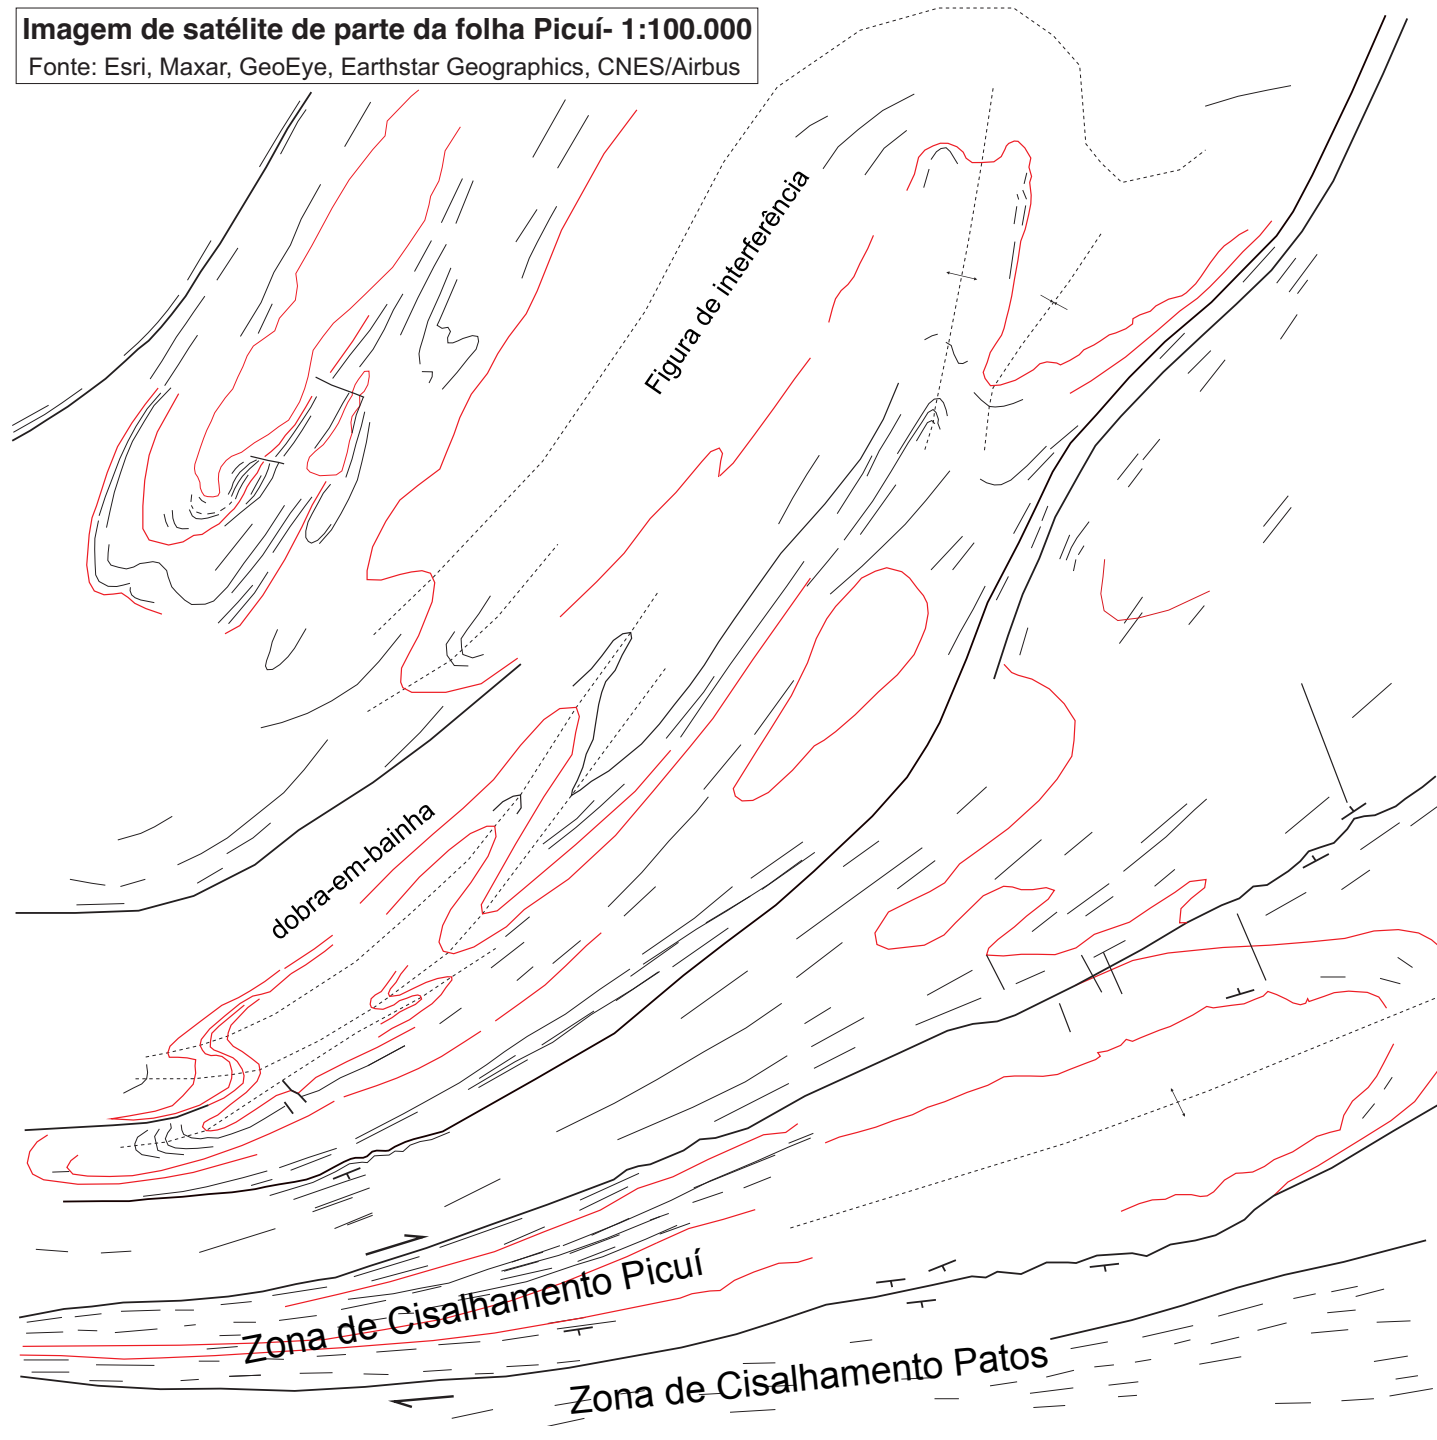 Imagem de satélite de parte da folha Picuí- 1:100.000
Fonte: Esri, Maxar, GeoEye, Earthstar Geographics, CNES/Airbus
Figura de interferência
dobra-em-bainha
Zona de Cisalhamento Picuí
Zona de Cisalhamento Patos